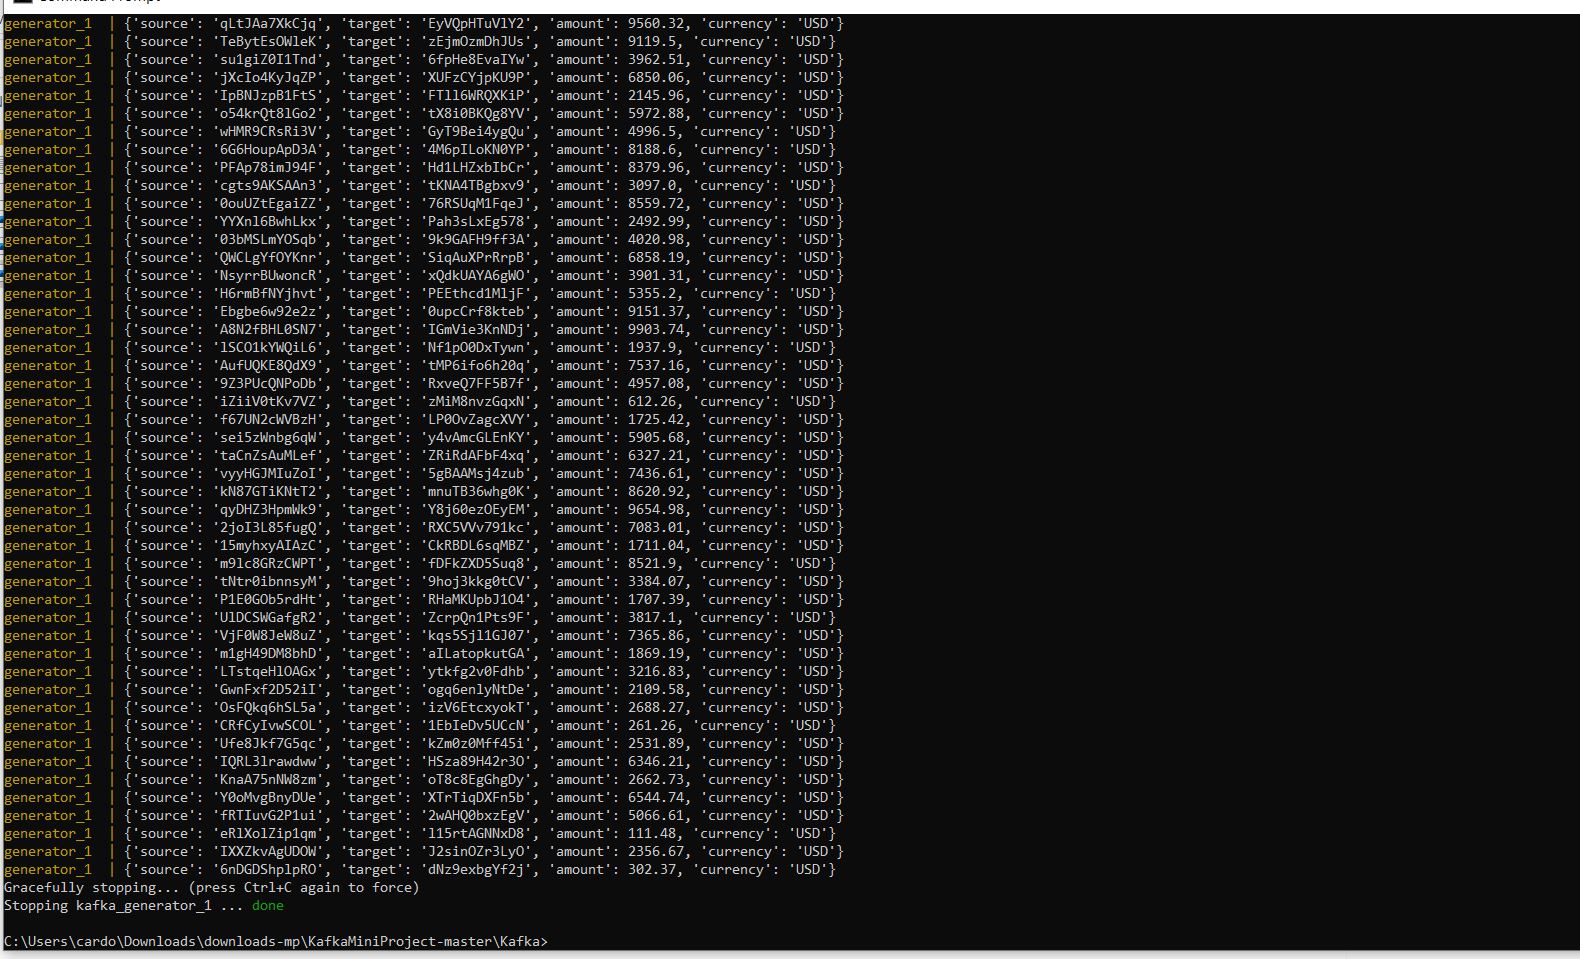 generator_1 | {'source': 'qLtJAa7XkCjq', 'target': 'EyVQpHTuVlY2', 'amount': 9560.32, 'currency': 'USD'}
generator_1 | {'source': 'TeBytEsOWleK', 'target': 'zEjmOzmDhJUs', 'amount': 9119.5, 'currency': 'USD'}
generator_1 | {'source': 'su1giZ0I1Tnd', 'target': '6fpHe8EvaIYw', 'amount': 3962.51, 'currency': 'USD'}
generator_1 | {'source': 'jXcIo4KyJqZP', 'target': 'XUFzCYjpKU9P', 'amount': 6850.06, 'currency': 'USD'}
generator_1 | {'source': 'IpBNJzpB1FtS', 'target': 'FTll6WRQXKiP', 'amount': 2145.96, 'currency': 'USD'}
generator_1 | {'source': 'o54krQt8lGo2', 'target': 'tX8i0BKQg8YV', 'amount': 5972.88, 'currency': 'USD'}
generator_1 | {'source': 'wHMR9CRsRi3V', 'target': 'GyT9Bei4ygQu', 'amount': 4996.5, 'currency': 'USD'}
generator_1 | {'source': '6G6HoupApD3A', 'target': '4M6pILoKN0YP', 'amount': 8188.6, 'currency': 'USD'}
generator_1 | {'source': 'PFAp78imJ94F', 'target': 'Hd1LHZxbIbCr', 'amount': 8379.96, 'currency': 'USD'}
generator_1 | {'source': 'cgts9AKSAAn3', 'target': 'tKNA4TBgbxv9', 'amount': 3097.0, 'currency': 'USD'}
generator_1 | {'source': '0ouUZtEgaiZZ', 'target': '76RSUqM1FqeJ', 'amount': 8559.72, 'currency': 'USD'}
generator_1 | {'source': 'YYXnl6BwhLkx', 'target': 'Pah3sLxEg578', 'amount': 2492.99, 'currency': 'USD'}
generator_1 | {'source': '03bMSLmYOSqb', 'target': '9k9GAFH9ff3A', 'amount': 4020.98, 'currency': 'USD'}
generator_1 | {'source': 'QWCLgYfOYKnr', 'target': 'SiqAuXPrRrpB', 'amount': 6858.19, 'currency': 'USD'}
generator_1 | {'source': 'NsyrrBUwoncR', 'target': 'xQdkUAYA6gWO', 'amount': 3901.31, 'currency': 'USD'}
generator_1 | {'source': 'H6rmBfNYjhvt', 'target': 'PEEthcd1MljF', 'amount': 5355.2, 'currency': 'USD'}
generator_1 | {'source': 'Ebgbe6w92e2z', 'target': '0upcCrf8kteb', 'amount': 9151.37, 'currency': 'USD'}
generator_1 | {'source': 'A8N2fBHL0SN7', 'target': 'IGmVie3KnNDj', 'amount': 9903.74, 'currency': 'USD'}
generator_1 | {'source': 'lSCO1kYWQiL6', 'target': 'Nf1pO0DxTywn', 'amount': 1937.9, 'currency': 'USD'}
generator_1 | {'source': 'AufUQKE8QdX9', 'target': 'tMP6ifo6h20q', 'amount': 7537.16, 'currency': 'USD'}
generator_1 | {'source': '9Z3PUcQNPoDb', 'target': 'RxveQ7FF5B7f', 'amount': 4957.08, 'currency': 'USD'}
generator_1 | {'source': 'iZiiV0tKv7VZ', 'target': 'zMiM8nvzGqxN', 'amount': 612.26, 'currency': 'USD'}
generator_1 | {'source': 'f67UN2cWVBzH', 'target': 'LP0OvZagcXVY', 'amount': 1725.42, 'currency': 'USD'}
generator_1 | {'source': 'sei5zWnbg6qW', 'target': 'y4vAmcGLEnKY', 'amount': 5905.68, 'currency': 'USD'}
generator_1 | {'source': 'taCnZsAuMLef', 'target': 'ZRiRdAFbF4xq', 'amount': 6327.21, 'currency': 'USD'}
generator_1 | {'source': 'vyyHGJMIuZoI', 'target': '5gBAAMsj4zub', 'amount': 7436.61, 'currency': 'USD'}
generator_1 | {'source': 'kN87GTiKNtT2', 'target': 'mnuTB36whg0K', 'amount': 8620.92, 'currency': 'USD'}
generator_1 | {'source': 'qyDHZ3HpmWk9', 'target': 'Y8j60ezOEyEM', 'amount': 9654.98, 'currency': 'USD'}
generator_1 | {'source': '2joI3L85fugQ', 'target': 'RXC5VVv791kc', 'amount': 7083.01, 'currency': 'USD'}
generator_1 | {'source': '15myhxyAIAzC', 'target': 'CkRBDL6sqMBZ', 'amount': 1711.04, 'currency': 'USD'}
generator_1 | {'source': 'm9lc8GRzCWPT', 'target': 'fDFkZXD5Suq8', 'amount': 8521.9, 'currency': 'USD'}
generator_1 | {'source': 'tNtr0ibnnsyM', 'target': '9hoj3kkg0tCV', 'amount': 3384.07, 'currency': 'USD'}
generator_1 | {'source': 'P1E0GOb5rdHt', 'target': 'RHaMKUpbJ1O4', 'amount': 1707.39, 'currency': 'USD'}
generator_1 | {'source': 'UlDCSWGafgR2', 'target': 'ZcrpQn1Pts9F', 'amount': 3817.1, 'currency': 'USD'}
generator_1 | {'source': 'VjF0W8JeW8uZ', 'target': 'kqs5Sjl1GJ07', 'amount': 7365.86, 'currency': 'USD'}
generator_1 | {'source': 'm1gH49DM8bhD', 'target': 'aILatopkutGA', 'amount': 1869.19, 'currency': 'USD'}
generator_1 | {'source': 'LTstqeHlOAGx', 'target': 'ytkfg2v0Fdhb', 'amount': 3216.83, 'currency': 'USD'}
generator_1 | {'source': 'GwnFxf2D52iI', 'target': 'ogq6enlyNtDe', 'amount': 2109.58, 'currency': 'USD'}
generator_1 | {'source': 'OsFQkq6hSL5a', 'target': 'izV6EtcxyokT', 'amount': 2688.27, 'currency': 'USD'}
generator_1 | {'source': 'CRfCyIvwSCOL', 'target': '1EbIeDv5UCcN', 'amount': 261.26, 'currency': 'USD'}
generator_1 | {'source': 'Ufe8Jkf7G5qc', 'target': 'kZm0z0Mff45i', 'amount': 2531.89, 'currency': 'USD'}
generator_1 | {'source': 'IQRL3lrawdww', 'target': 'HSza89H42r3O', 'amount': 6346.21, 'currency': 'USD'}
generator_1 | {'source': 'KnaA75nNW8zm', 'target': 'oT8c8EgGhgDy', 'amount': 2662.73, 'currency': 'USD'}
generator_1 | {'source': 'Y0oMvgBnyDUe', 'target': 'XTrTiqDXFn5b', 'amount': 6544.74, 'currency': 'USD'}
generator_1 | {'source': 'fRTIuvG2P1ui', 'target': '2wAHQ0bxzEgV', 'amount': 5066.61, 'currency': 'USD'}
generator_1 | {'source': 'eRlXolZip1qm', 'target': 'l15rtAGNNxD8', 'amount': 111.48, 'currency': 'USD'}
generator_1 | {'source': 'IXXZkvAgUDOW', 'target': 'J2sinOZr3LyO', 'amount': 2356.67, 'currency': 'USD'}
generator_1 | {'source': '6nDGDShplpRO', 'target': 'dNz9exbgYf2j', 'amount': 302.37, 'currency': 'USD'}
Gracefully stopping... (press Ctrl+C again to force)
Stopping kafka_generator_1 ... done
C:\Users\cardo\Downloads\downloads-mp\KafkaMiniProject-master\Kafka>